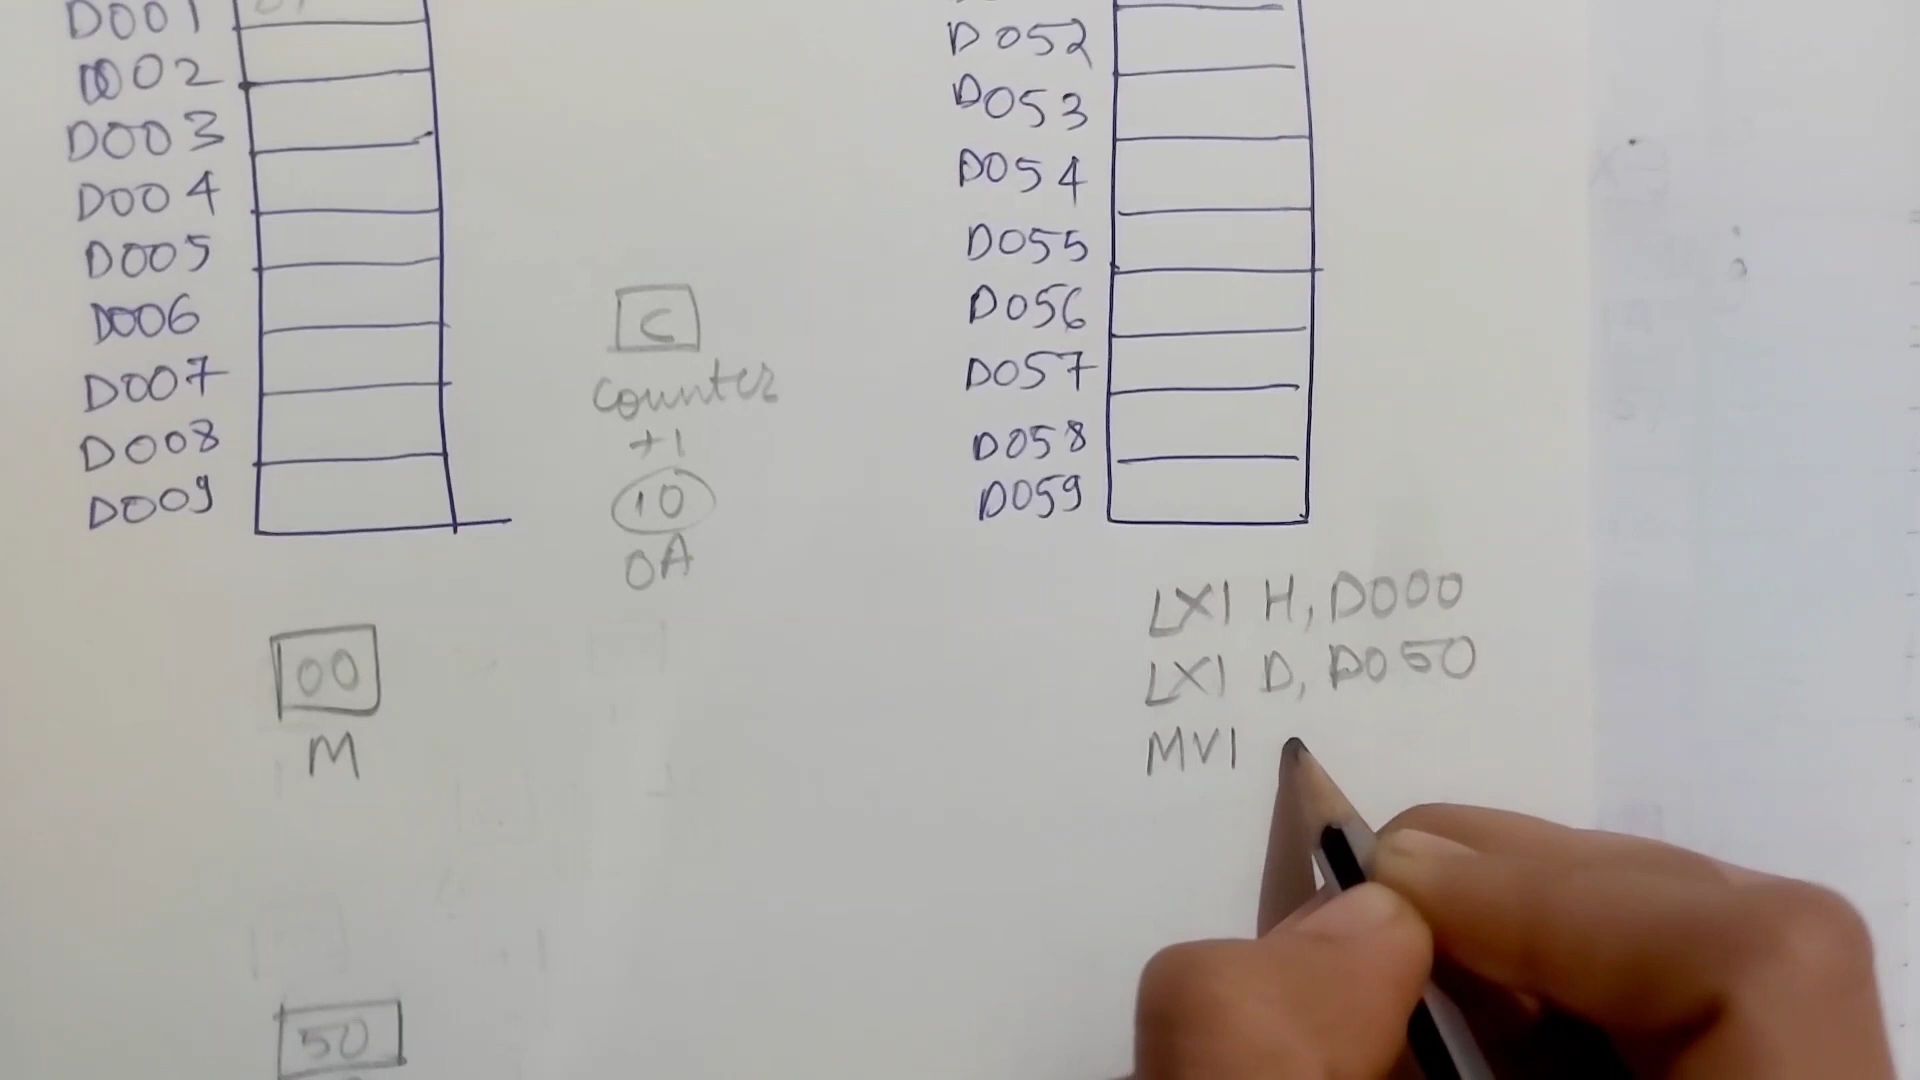 D001 01
D002
D003
D004
D005
D006
D007
D008
D009
C
counter
+1
10
0A
00
M
50
D052
D053
D054
D055
D056
D057
D058
D059
LXI H, D000
LXI D, D050
MVI